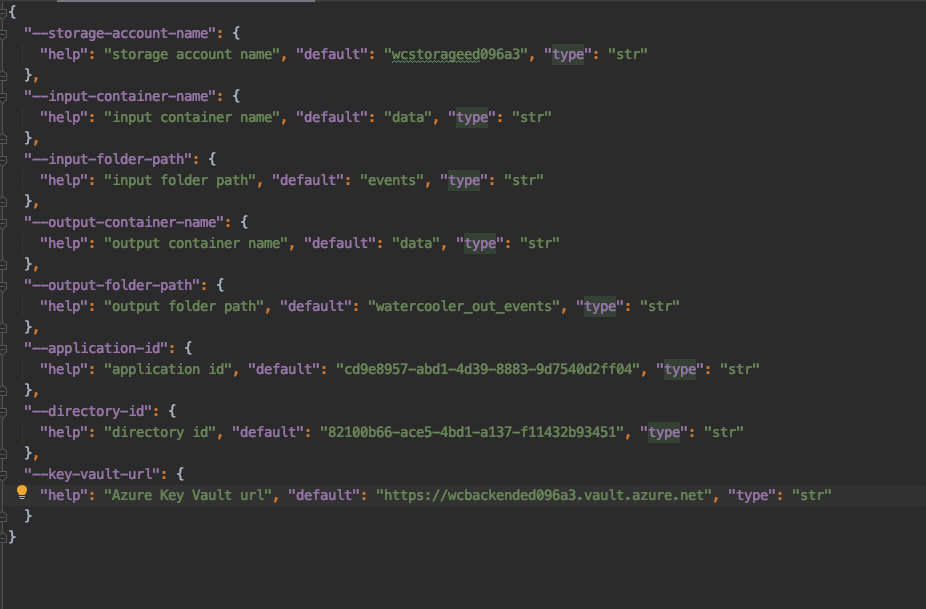 {
"--storage-account-name": {
"help": "storage account name", "default": "wcstorageed096a3", "type": "str"
},
"--input-container-name": {
"help": "input container name", "default": "data", "type": "str"
},
"--input-folder-path": {
"help": "input folder path", "default": "events", "type": "str"
},
"--output-container-name": {
"help": "output container name", "default": "data", "type": "str"
},
"--output-folder-path": {
"help": "output folder path", "default": "watercooler_out_events", "type": "str"
},
"--application-id": {
"help": "application id", "default": "cd9e8957-abd1-4d39-8883-9d7540d2ff04", "type": "str"
},
"--directory-id": {
"help": "directory id", "default": "82100b66-ace5-4bd1-a137-f11432b93451", "type": "str"
},
"--key-vault-url": {
"help": "Azure Key Vault url", "default": "https://wcbackended096a3.vault.azure.net", "type": "str"
}
}